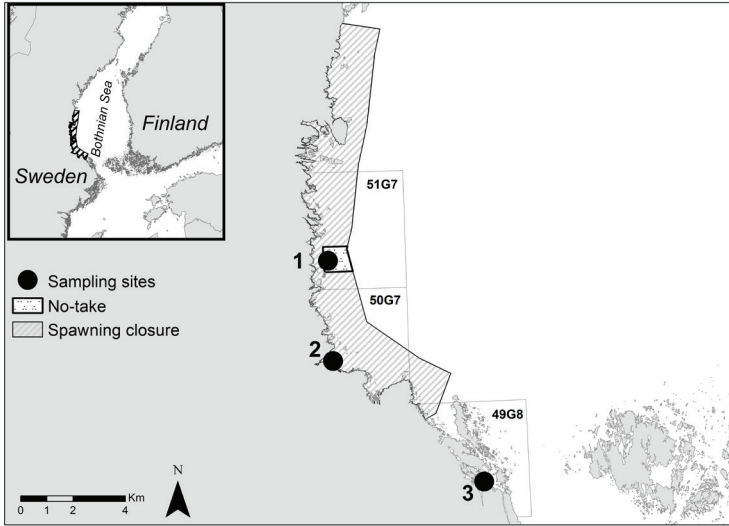 Bothnian Sea
Finland
Sweden
51G7
1
Sampling sites
No-take
50G7
Spawning closure
2
49G8
N
Km
0 1 2 4
3